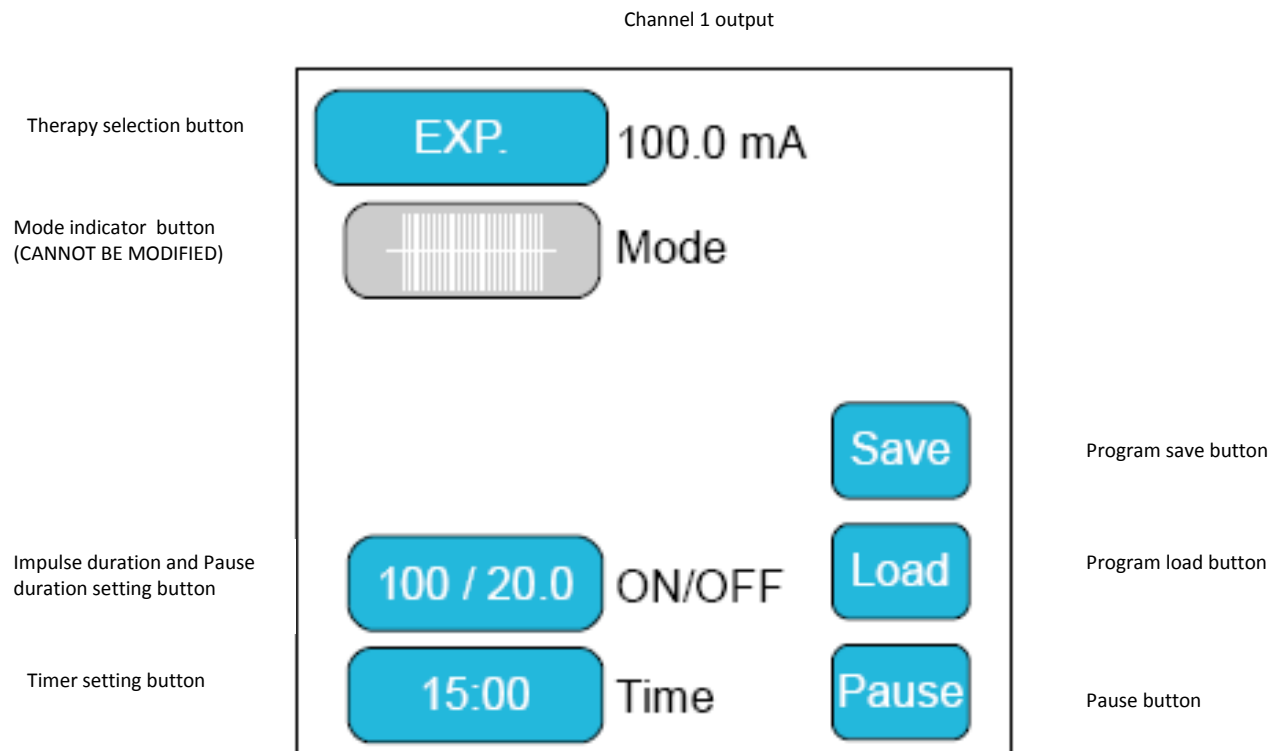 Channel 1 output
Therapy selection button
EXP.
100.0 mA
Mode indicator button
(CANNOT BE MODIFIED)
Mode
Save
Program save button
Impulse duration and Pause
duration setting button
100 / 20.0
ON/OFF
Load
Program load button
Timer setting button
15:00
Time
Pause
Pause button